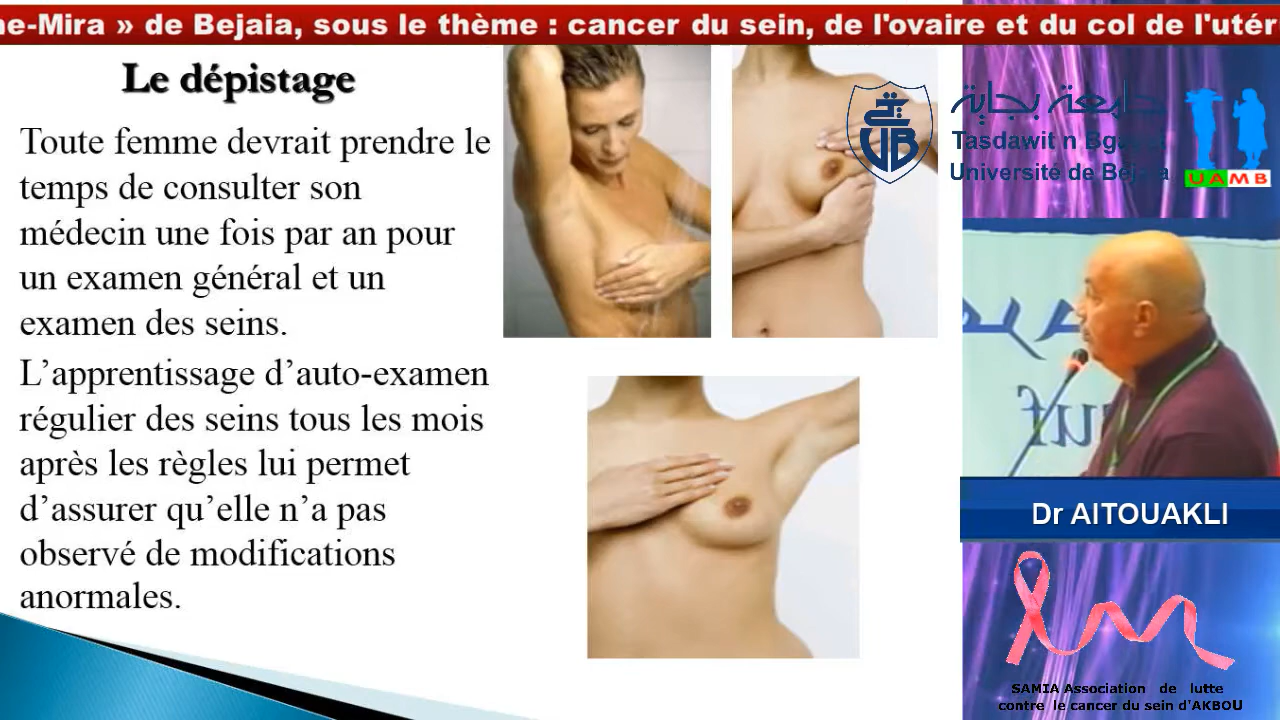 ne-Mira » de Bejaia, sous le thème : cancer du sein, de l'ovaire et du col de l'utér
Le dépistage
Toute femme devrait prendre le
temps de consulter son
médecin une fois par an pour
un examen général et un
examen des seins.
L’apprentissage d’auto-examen
régulier des seins tous les mois
après les règles lui permet
d’assurer qu’elle n’a pas
observé de modifications
anormales.
جامعة بجاية
Tasdawit n Bgayet
Université de Bejaia
UB
UAMB
Dr AITOUAKLI
SAMIA Association de lutte
contre le cancer du sein d'AKBOU